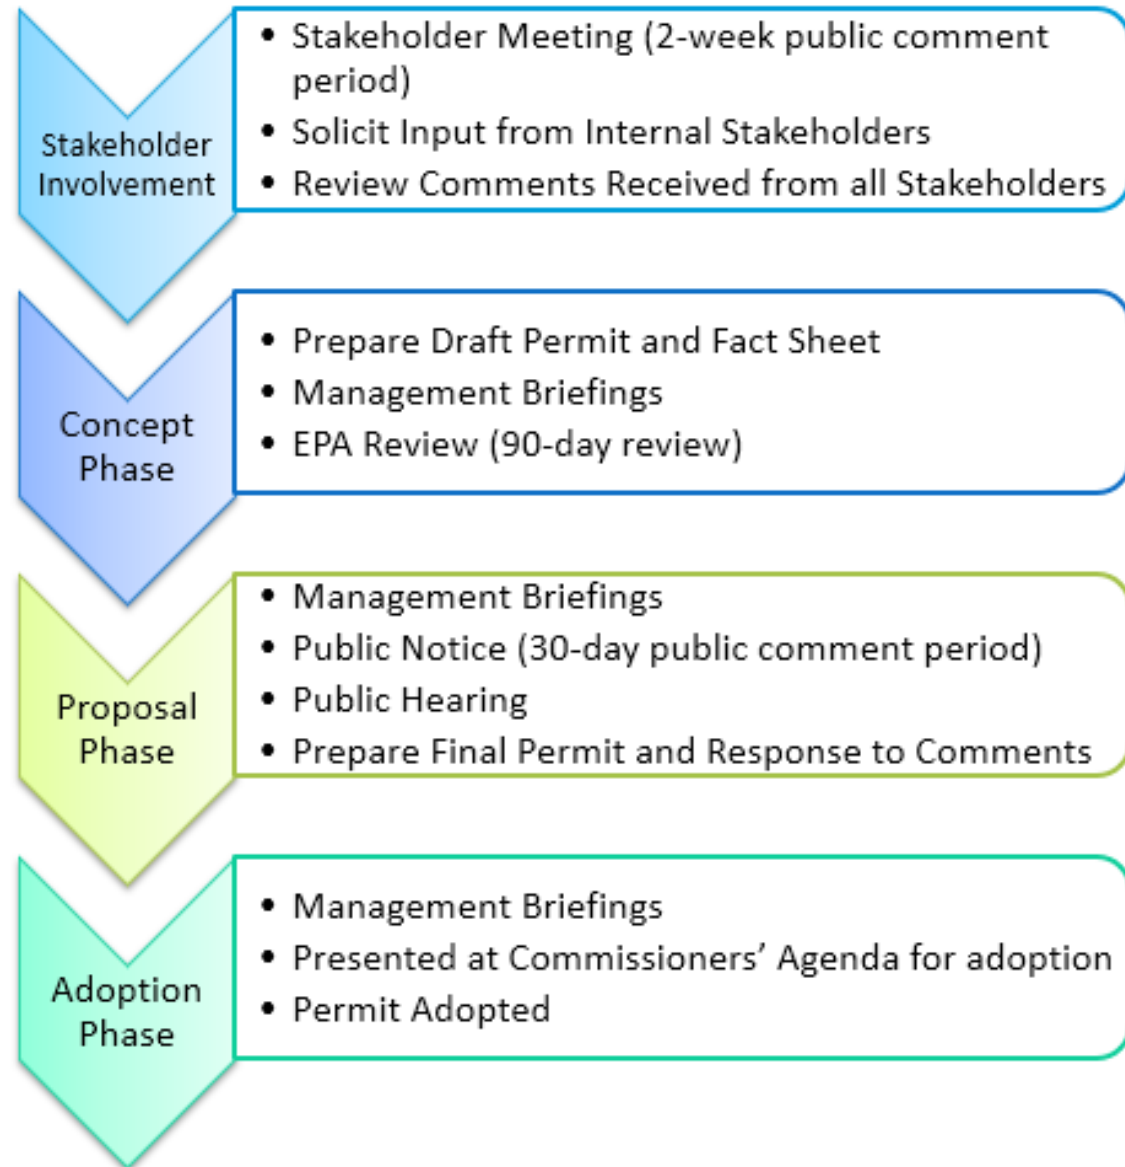 Stakeholder
Involvement
• Stakeholder Meeting (2-week public comment
period)
• Solicit Input from Internal Stakeholders
• Review Comments Received from all Stakeholders
Concept
Phase
• Prepare Draft Permit and Fact Sheet
• Management Briefings
• EPA Review (90-day review)
Proposal
Phase
• Management Briefings
• Public Notice (30-day public comment period)
• Public Hearing
• Prepare Final Permit and Response to Comments
Adoption
Phase
• Management Briefings
• Presented at Commissioners’ Agenda for adoption
• Permit Adopted